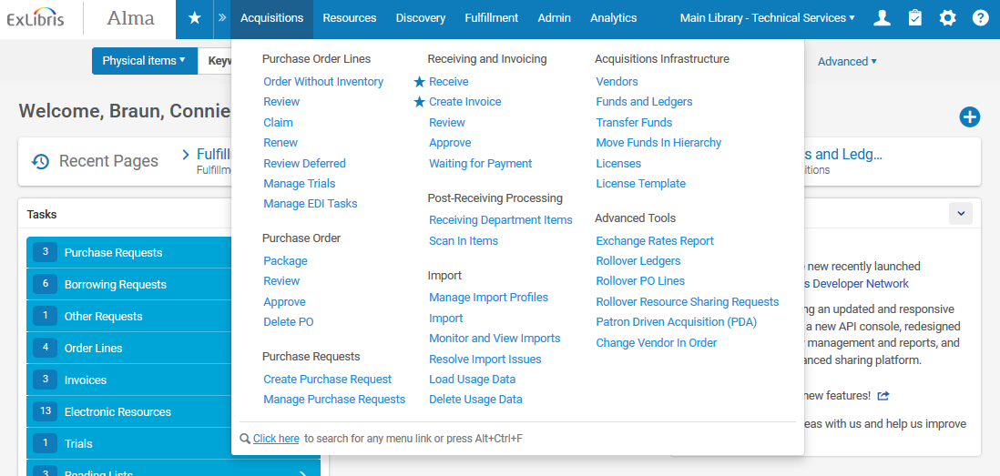 ExLibris Alma Acquisitions Resources Discovery Fulfillment Admin Analytics Main Library - Technical Services
Physical items Advanced
Welcome, Braun, Connie
Recent Pages
Tasks
3 Purchase Requests
6 Borrowing Requests
1 Other Requests
4 Order Lines
3 Invoices
13 Electronic Resources
1 Trials
3
Purchase Order Lines
Order Without Inventory
Review
Claim
Renew
Review Deferred
Manage Trials
Manage EDI Tasks
Purchase Order
Package
Review
Approve
Delete PO
Purchase Requests
Create Purchase Request
Manage Purchase Requests
Receiving and Invoicing
Receive
Create Invoice
Review
Approve
Waiting for Payment
Post-Receiving Processing
Receiving Department Items
Scan In Items
Import
Manage Import Profiles
Import
Monitor and View Imports
Resolve Import Issues
Load Usage Data
Delete Usage Data
Acquisitions Infrastructure
Vendors
Funds and Ledgers
Transfer Funds
Move Funds In Hierarchy
Licenses
License Template
Advanced Tools
Exchange Rates Report
Rollover Ledgers
Rollover PO Lines
Rollover Resource Sharing Requests
Patron Driven Acquisition (PDA)
Change Vendor In Order
Click here to search for any menu link or press Alt+Ctrl+F
s and Ledg...
itions
new recently launched
s Developer Network
ng an updated and responsive
a new API console, redesigned
management and reports, and
anced sharing platform.
new features!
eas with us and help us improve